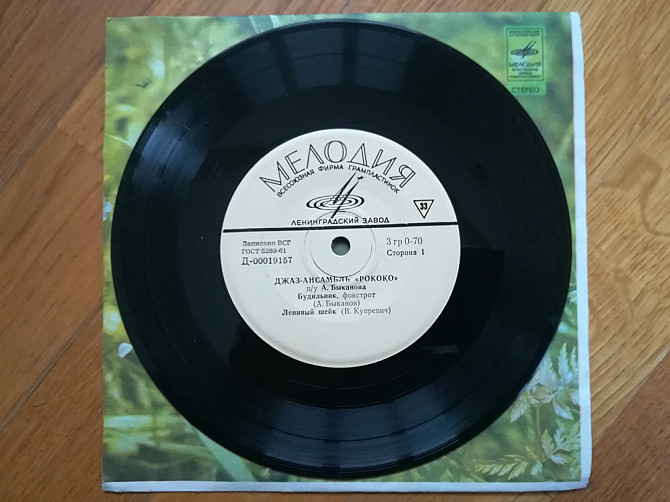 МЕЛОДИЯ
СТЕРЕО
МЕЛОДИЯ
ВСЕСОЮЗНАЯ ФИРМА ГРАМПЛАСТИНОК
ЛЕНИНГРАДСКИЙ ЗАВОД
33
Записано ВСГ
ГОСТ 5289-61
Д-00019157
3 гр 0-70
Сторона 1
ДЖАЗ-АНСАМБЛЬ «РОКОКО»
п/у А. Быканова
Будильник, фокстрот
(А. Быканов)
Ленивый шейк (В. Купревич)